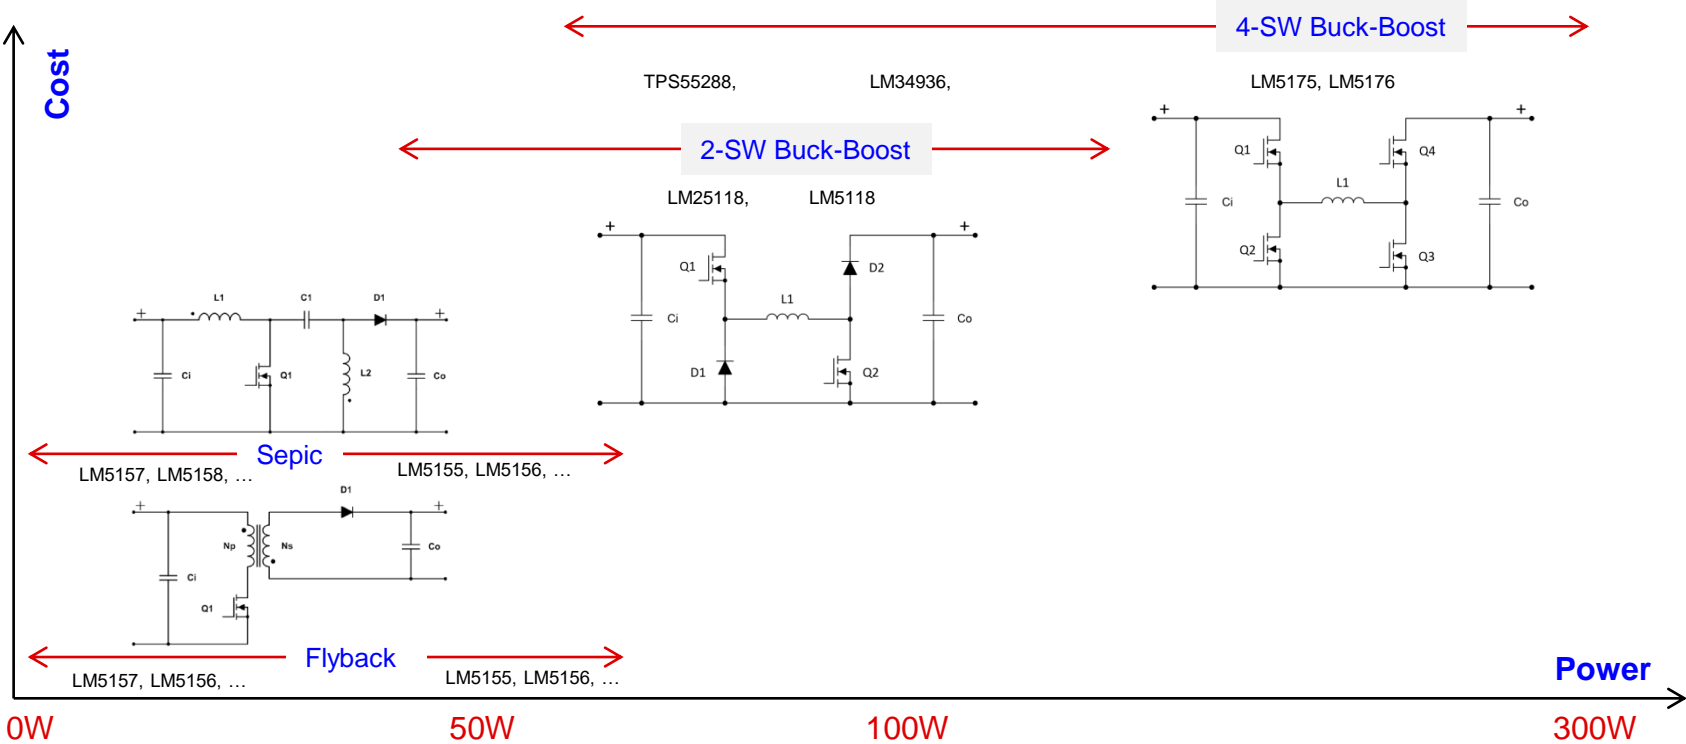 Cost
4-SW Buck-Boost
TPS55288, LM34936, LM5175, LM5176
2-SW Buck-Boost
LM25118, LM5118
+ +
Q1 Q4
L1
Ci Co
Q2 Q3
+ +
Q1 D2
L1
Ci Co
D1 Q2
L1 C1 D1
+ +
Ci Q1 L2 Co
Sepic
LM5157, LM5158, … LM5155, LM5156, …
D1
+ +
Np Ns Co
Ci
Q1
Flyback
LM5157, LM5156, … LM5155, LM5156, …
Power
0W 50W 100W 300W